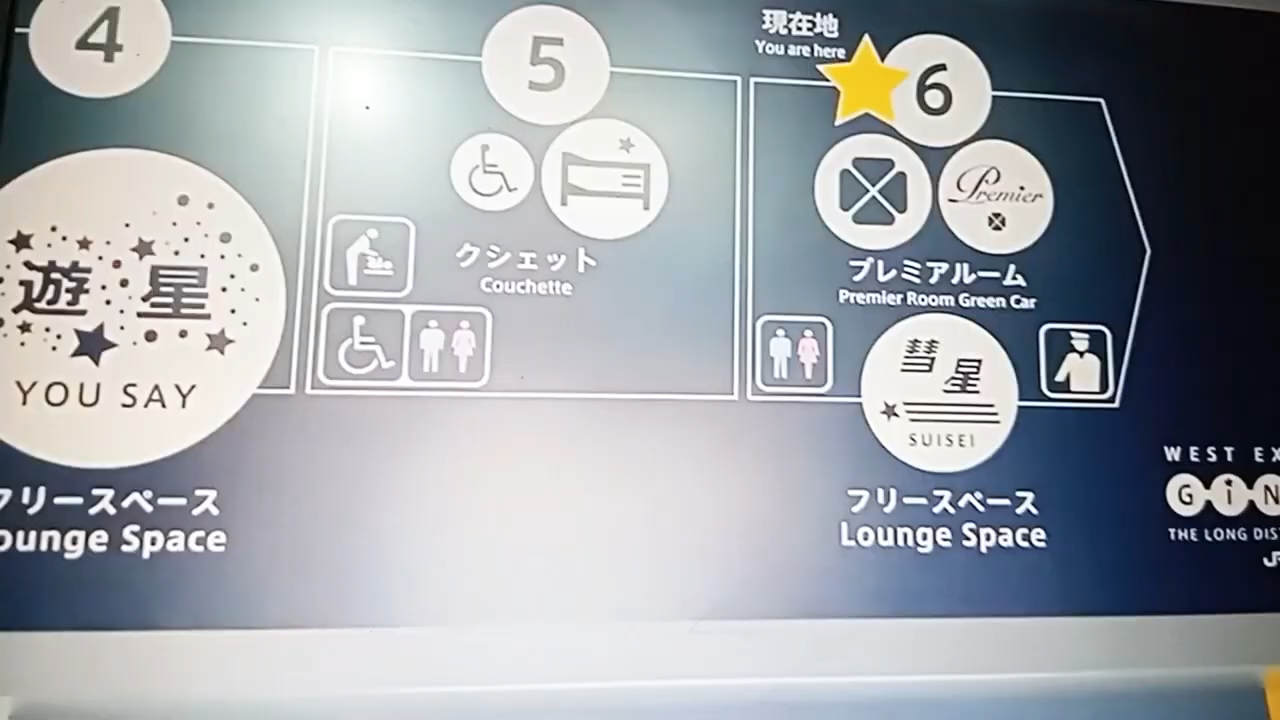 4
遊星
YOU SAY
フリースペース
ounge Space
5
クシェット
Couchette
現在地
You are here
6
Premier
プレミアルーム
Premier Room Green Car
彗星
SUISEI
フリースペース
Lounge Space
WEST EX
GiN
THE LONG DIS